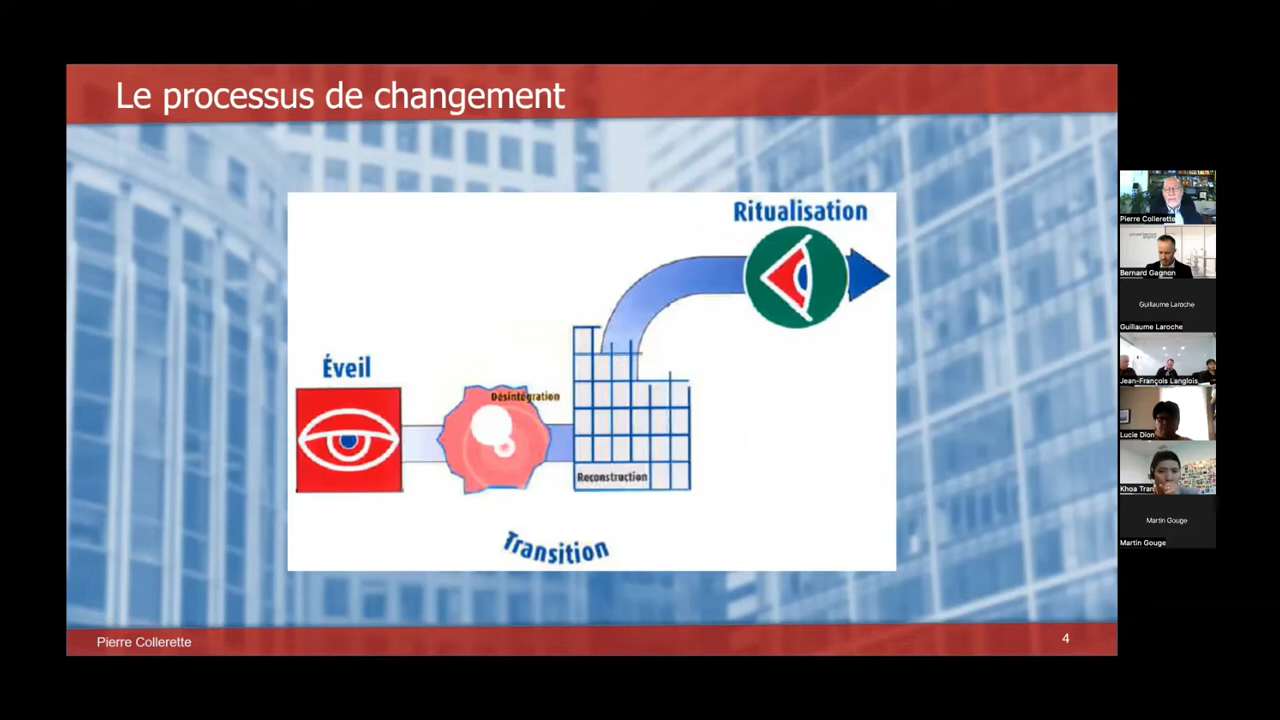 Le processus de changement
Ritualisation
Éveil
Désintégration
Reconstruction
Transition
Pierre Collerette
4
Pierre Collerette
Bernard Gagnon
Guillaume Laroche
Guillaume Laroche
Jean-François Langlois
Lucie Dion
Khoa Tran
Martin Gouge
Martin Gouge